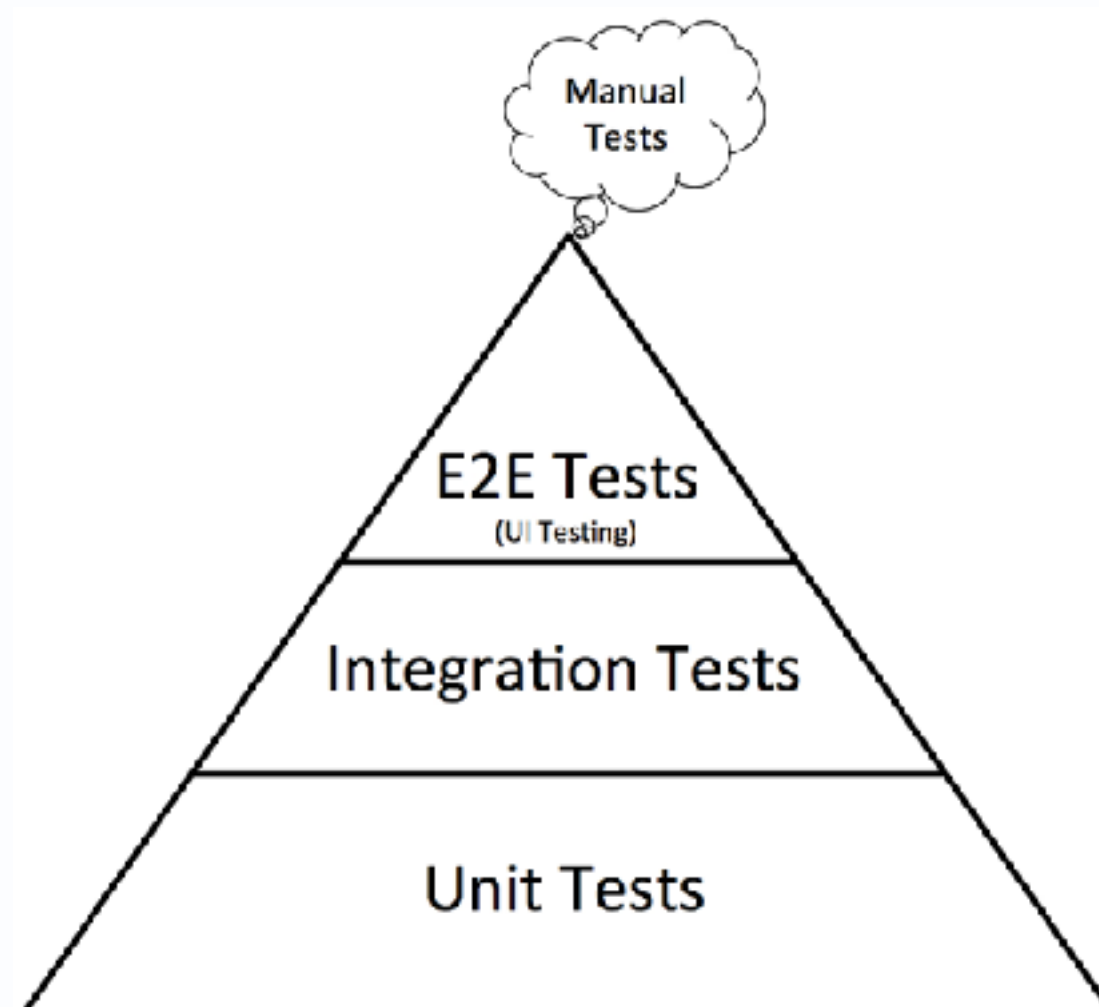 Manual
Tests
E2E Tests
(UI Testing)
Integration Tests
Unit Tests